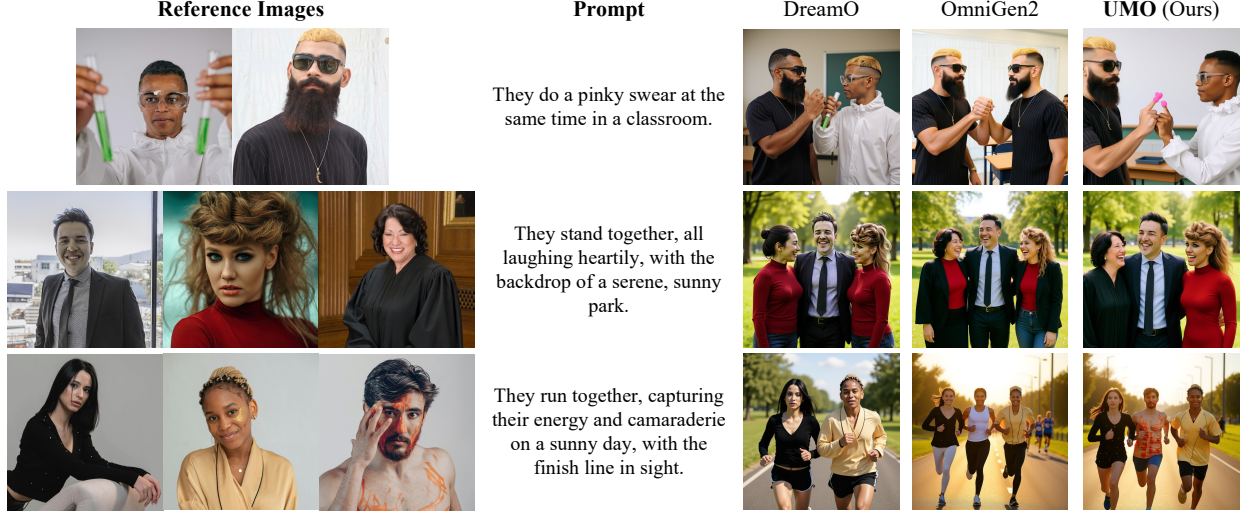 Reference Images
Prompt
DreamO
OmniGen2
UMO (Ours)
They do a pinky swear at the
same time in a classroom.
They stand together, all
laughing heartily, with the
backdrop of a serene, sunny
park.
They run together, capturing
their energy and camaraderie
on a sunny day, with the
finish line in sight.